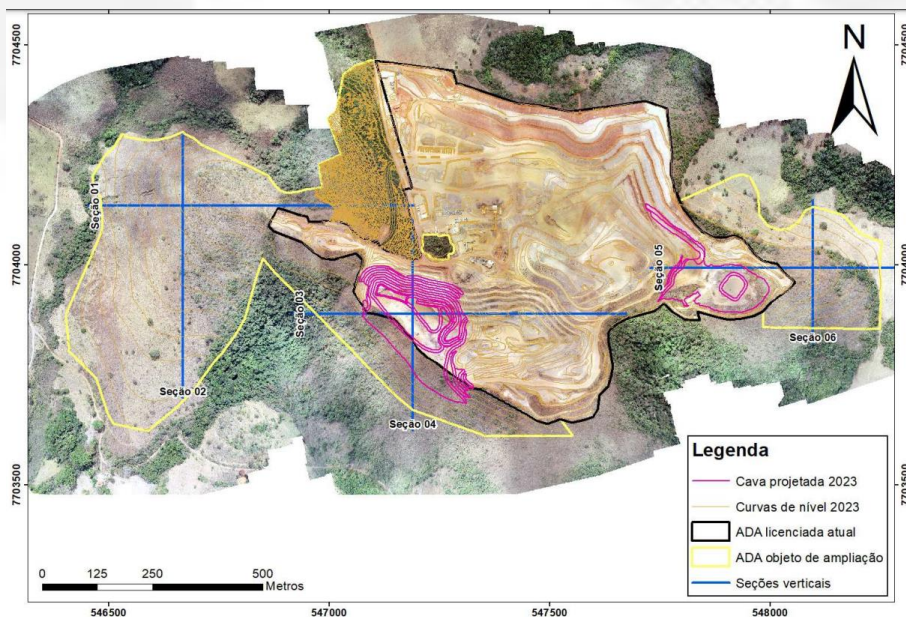 7704500
7704500
N
Seção 01
7704000
7704000
Seção 05
Seção 03
Seção 06
Seção 02
Seção 04
7703500
7703500
Legenda
Cava projetada 2023
Curvas de nível 2023
ADA licenciada atual
ADA objeto de ampliação
Seções verticais
0 125 250 500
Metros
546500 547000 547500 548000